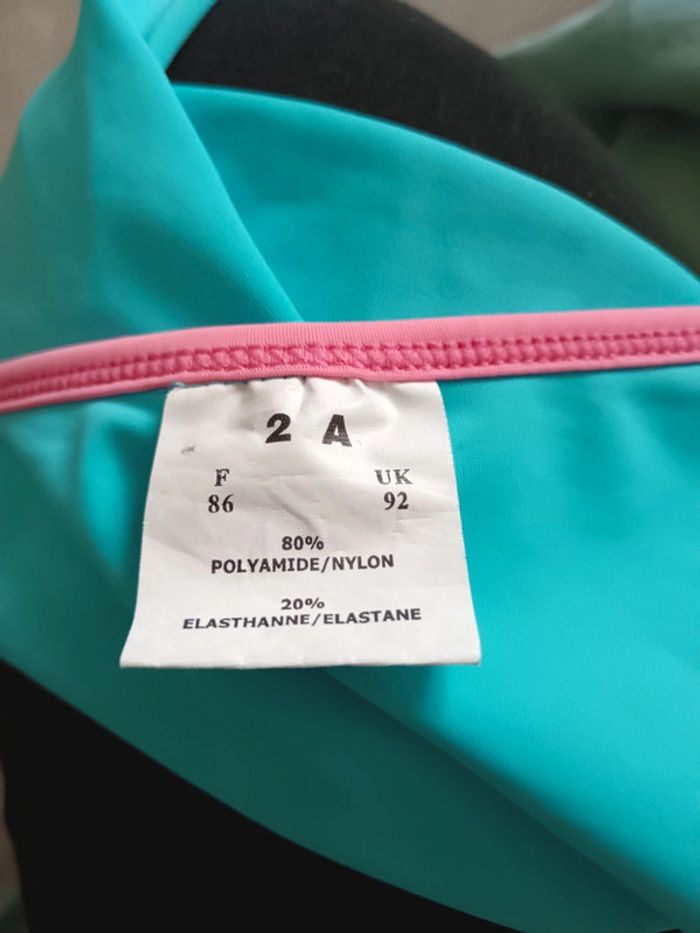 2 A
F UK
86 92
80%
POLYAMIDE/NYLON
20%
ELASTHANNE/ELASTANE